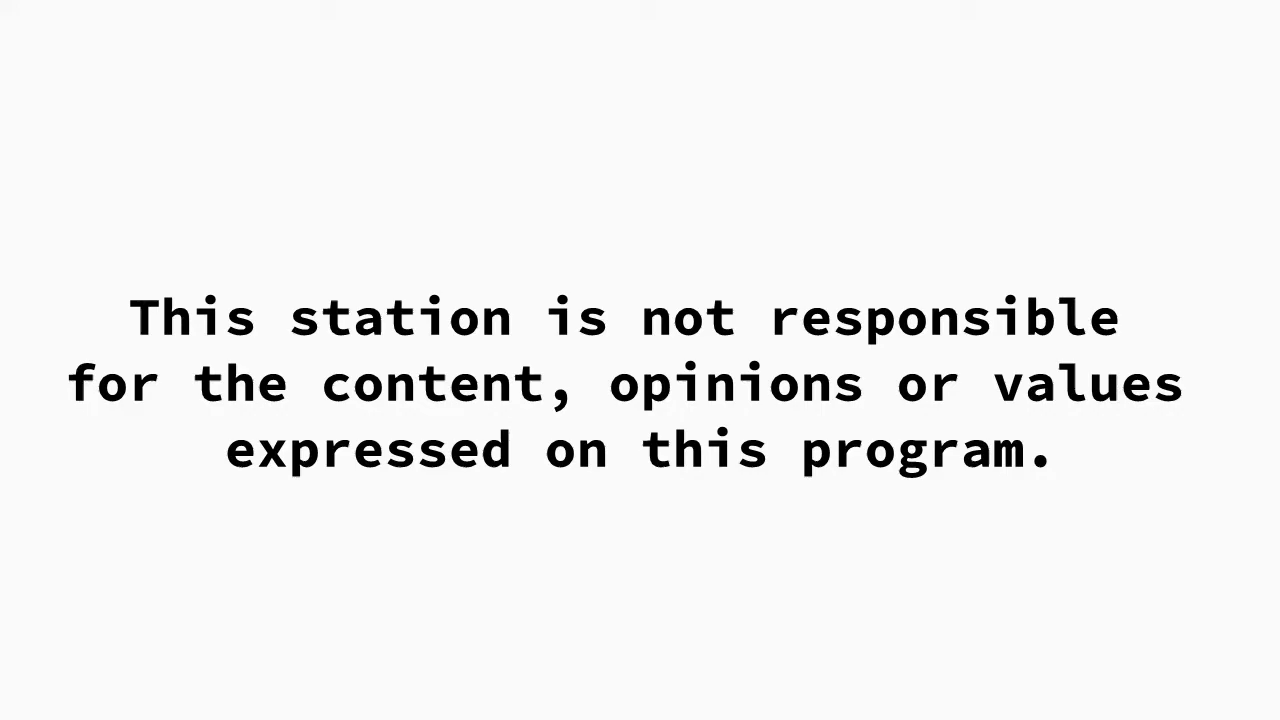 This station is not responsible
for the content, opinions or values
expressed on this program.